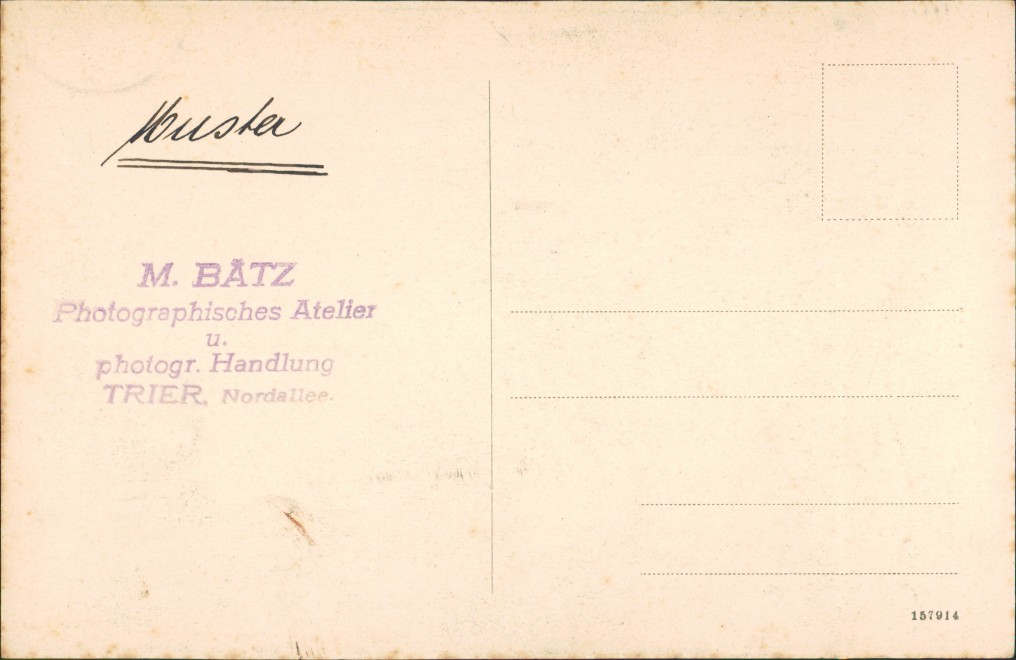 Muster
M. BÄTZ
Photographisches Atelier
u.
photogr. Handlung
TRIER, Nordallee.
157914